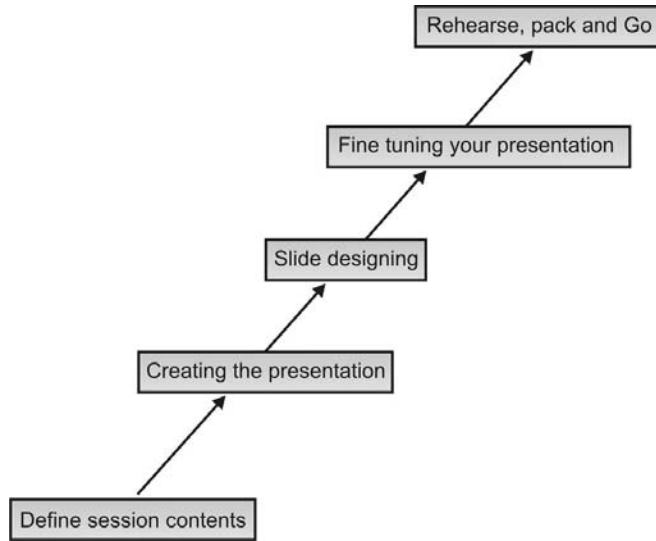 Rehearse, pack and Go
Fine tuning your presentation
Slide designing
Creating the presentation
Define session contents